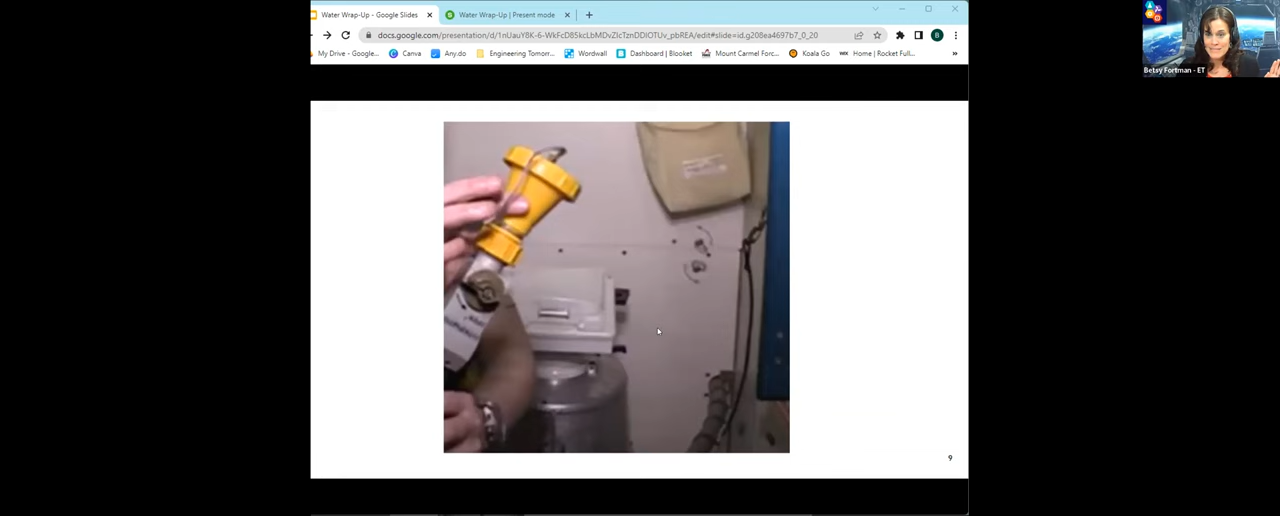 Water Wrap-Up - Google Slides
Water Wrap-Up | Present mode
docs.google.com/presentation/d/1nUauY8K-6-WkFcD85kcLbMDvZIcTznDDIOTUv_pbREA/edit#slide=id.g208ea4697b7_0_20
B
My Drive - Google...
Canva
Any.do
Engineering Tomorr...
Wordwall
Dashboard | Blooket
Mount Carmel Forc...
Koala Go
WIX Home | Rocket Full...
Betsy Fortman - ET
9